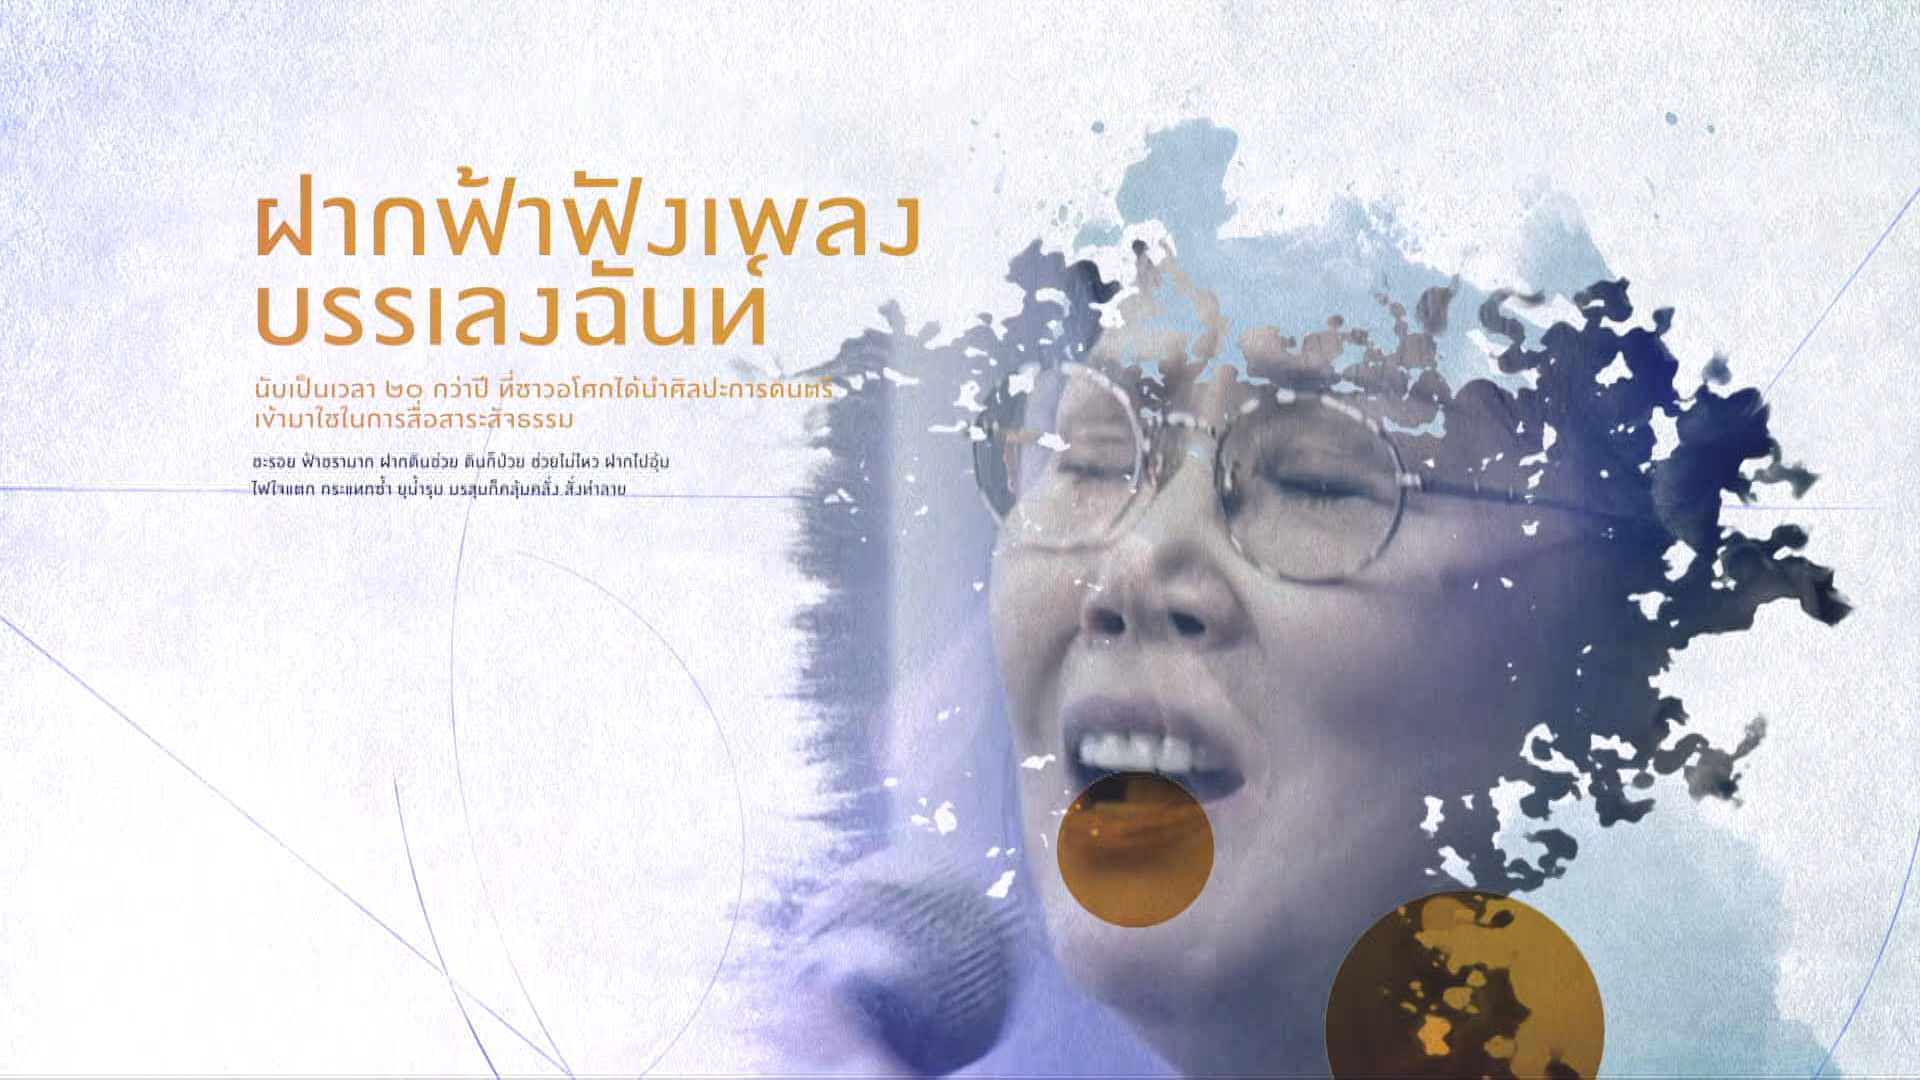 ฝากฟ้าฟังเพลง
บรรเลงฉันท์
นับเป็นเวลา ๒๐ กว่าปี ที่ชาวอโศกได้นำศิลปะการดนตรี
เข้ามาใช้ในการสื่อสาระสัจธรรม
ชะรอย ฟ้าชรามาก ฝากดินช่วย ดินก็ป่วย ช่วยไม่ไหว ฝากไปอุ้ม
ไฟใจแตก กระแทกซ้ำ ยุน้ำรุม มรสุมก็คลุ้มคลั่ง สั่งทำลาย